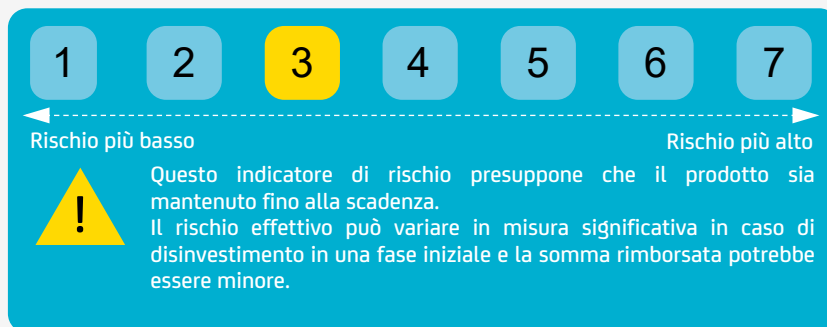 1 2 3 4 5 6 7
Rischio più basso Rischio più alto
!
Questo indicatore di rischio presuppone che il prodotto sia
mantenuto fino alla scadenza.
Il rischio effettivo può variare in misura significativa in caso di
disinvestimento in una fase iniziale e la somma rimborsata potrebbe
essere minore.